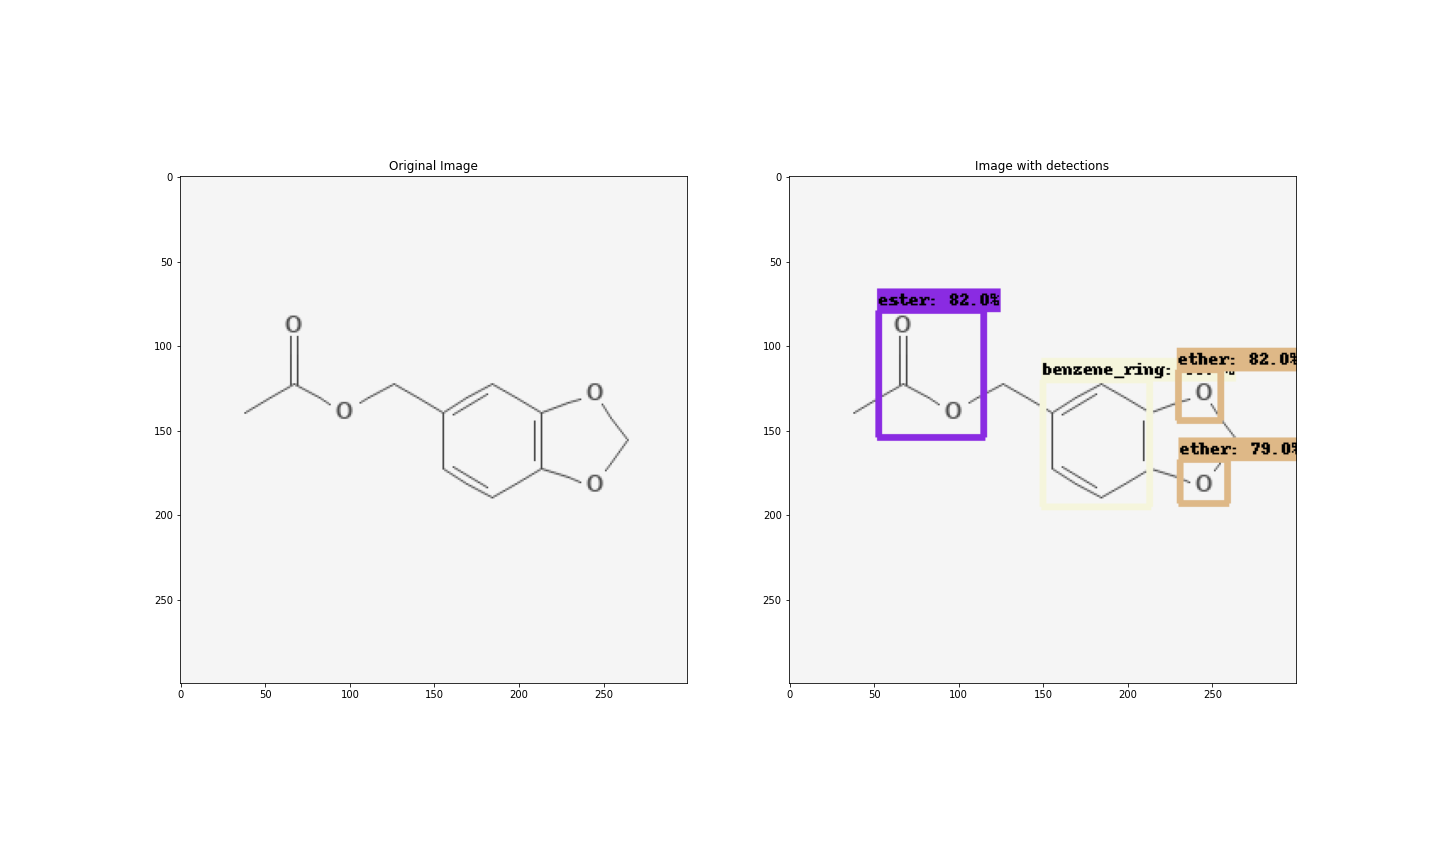 Original Image
0
50
100
150
200
250
0 50 100 150 200 250
O
O
O
O
Image with detections
0
50
100
150
200
250
0 50 100 150 200 250
ester: 82.0%
O
O
benzene_ring:
ether: 82.0%
O
ether: 79.0%
O